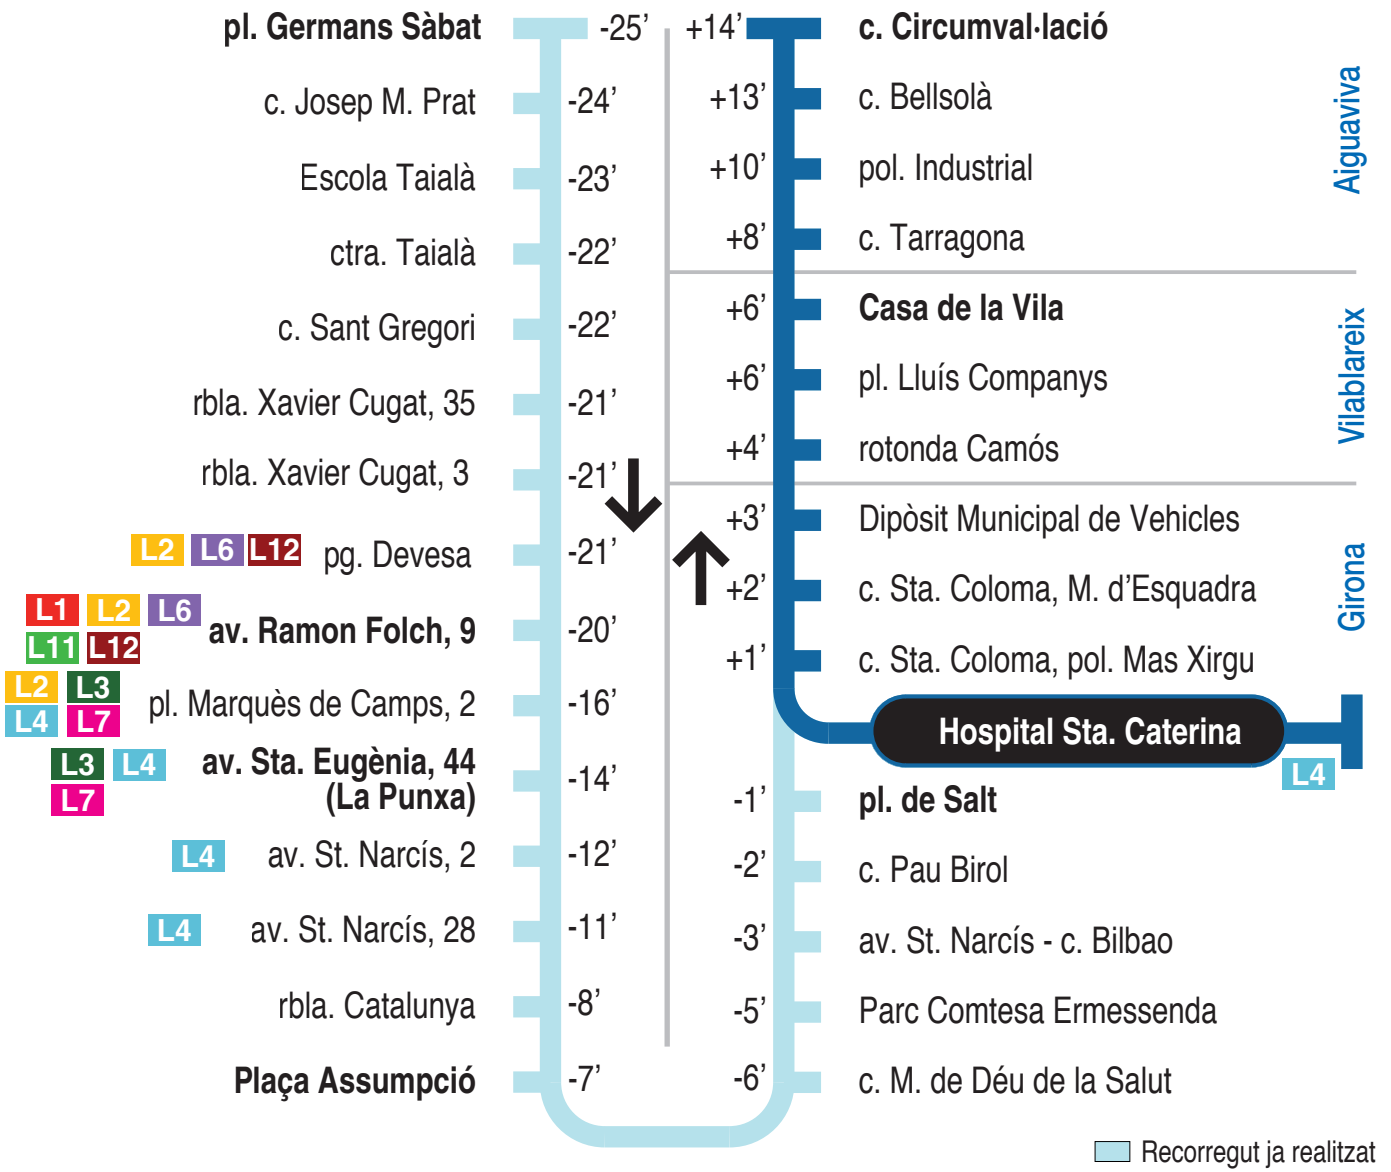 pl. Germans Sàbat -25’
c. Josep M. Prat -24’
Escola Taialà -23’
ctra. Taialà -22’
c. Sant Gregori -22’
rbla. Xavier Cugat, 35 -21’
rbla. Xavier Cugat, 3 -21’
L2 L6 L12 pg. Devesa -21’
L1 L2 L6
L11 L12
av. Ramon Folch, 9 -20’
L2 L3
L4 L7
pl. Marquès de Camps, 2 -16’
L3 L4
L7
av. Sta. Eugènia, 44
(La Punxa) -14’
L4 av. St. Narcís, 2 -12’
L4 av. St. Narcís, 28 -11’
rbla. Catalunya -8’
Plaça Assumpció -7’
+14’ c. Circumval·lació
+13’ c. Bellsolà
+10’ pol. Industrial
+8’ c. Tarragona
Aiguaviva
+6’ Casa de la Vila
+6’ pl. Lluís Companys
+4’ rotonda Camós
Vilablareix
+3’ Dipòsit Municipal de Vehicles
+2’ c. Sta. Coloma, M. d’Esquadra
+1’ c. Sta. Coloma, pol. Mas Xirgu
Girona
Hospital Sta. Caterina
L4
-1’ pl. de Salt
-2’ c. Pau Birol
-3’ av. St. Narcís - c. Bilbao
-5’ Parc Comtesa Ermessenda
-6’ c. M. de Déu de la Salut
Recorregut ja realitzat